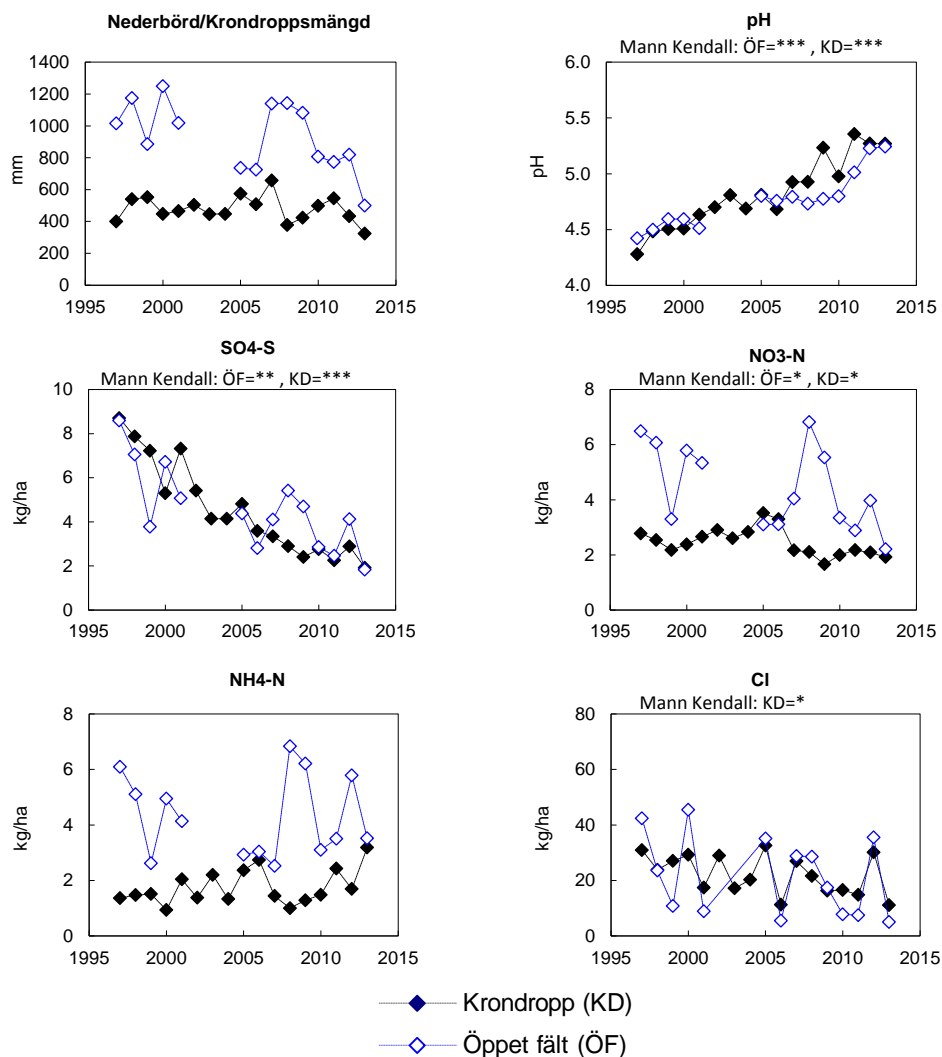 Nederbörd/Krondroppsmängd
1400
1200
1000
800
600
400
200
0
mm
1995 2000 2005 2010 2015
pH
Mann Kendall: ÖF=*** , KD=***
6.0
5.5
5.0
4.5
4.0
pH
1995 2000 2005 2010 2015
SO4-S
Mann Kendall: ÖF=** , KD=***
10
8
6
4
2
0
kg/ha
1995 2000 2005 2010 2015
NO3-N
Mann Kendall: ÖF=* , KD=*
8
6
4
2
0
kg/ha
1995 2000 2005 2010 2015
NH4-N
8
6
4
2
0
kg/ha
1995 2000 2005 2010 2015
Cl
Mann Kendall: KD=*
80
60
40
20
0
kg/ha
1995 2000 2005 2010 2015
Krondropp (KD)
Öppet fält (ÖF)